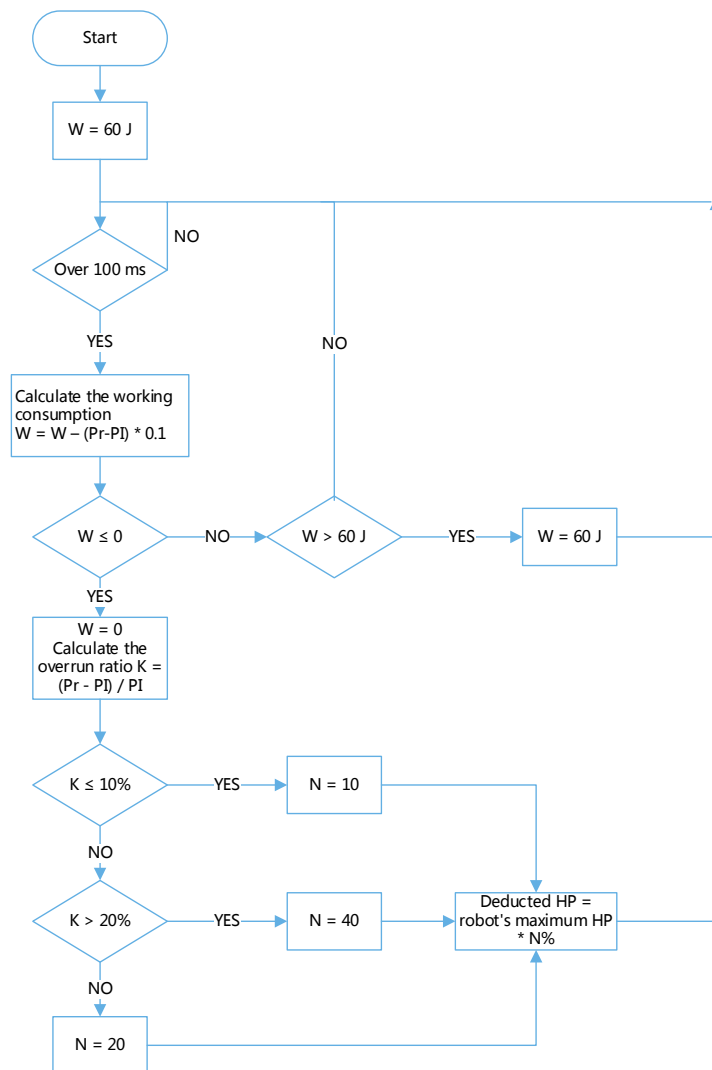 Start
W = 60 J
NO
Over 100 ms
YES
NO
Calculate the working
consumption
W = W – (Pr-PI) * 0.1
W ≤ 0
NO
W > 60 J
YES
W = 60 J
YES
W = 0
Calculate the
overrun ratio K =
(Pr - PI) / PI
K ≤ 10%
YES
N = 10
NO
K > 20%
YES
N = 40
Deducted HP =
robot's maximum HP
* N%
NO
N = 20